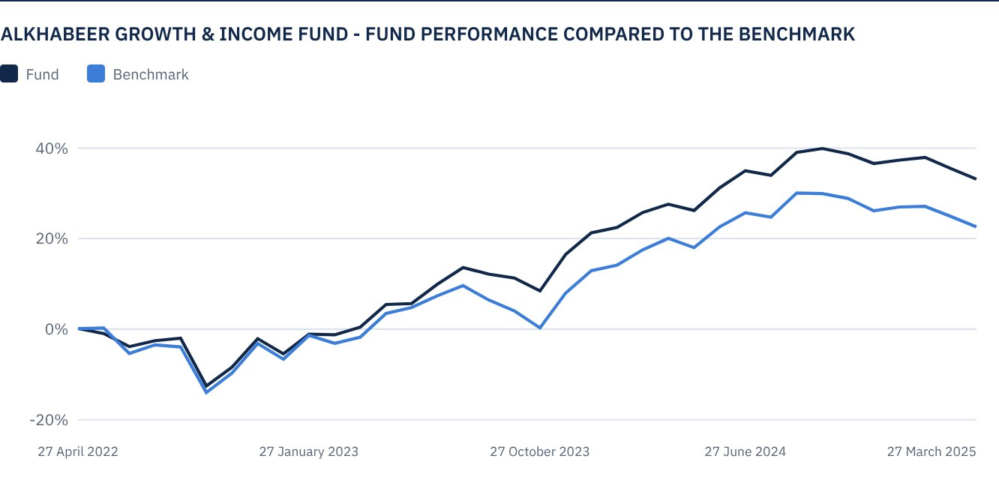 ALKHABEER GROWTH & INCOME FUND - FUND PERFORMANCE COMPARED TO THE BENCHMARK
Fund Benchmark
40%
20%
0%
-20%
27 April 2022 27 January 2023 27 October 2023 27 June 2024 27 March 2025